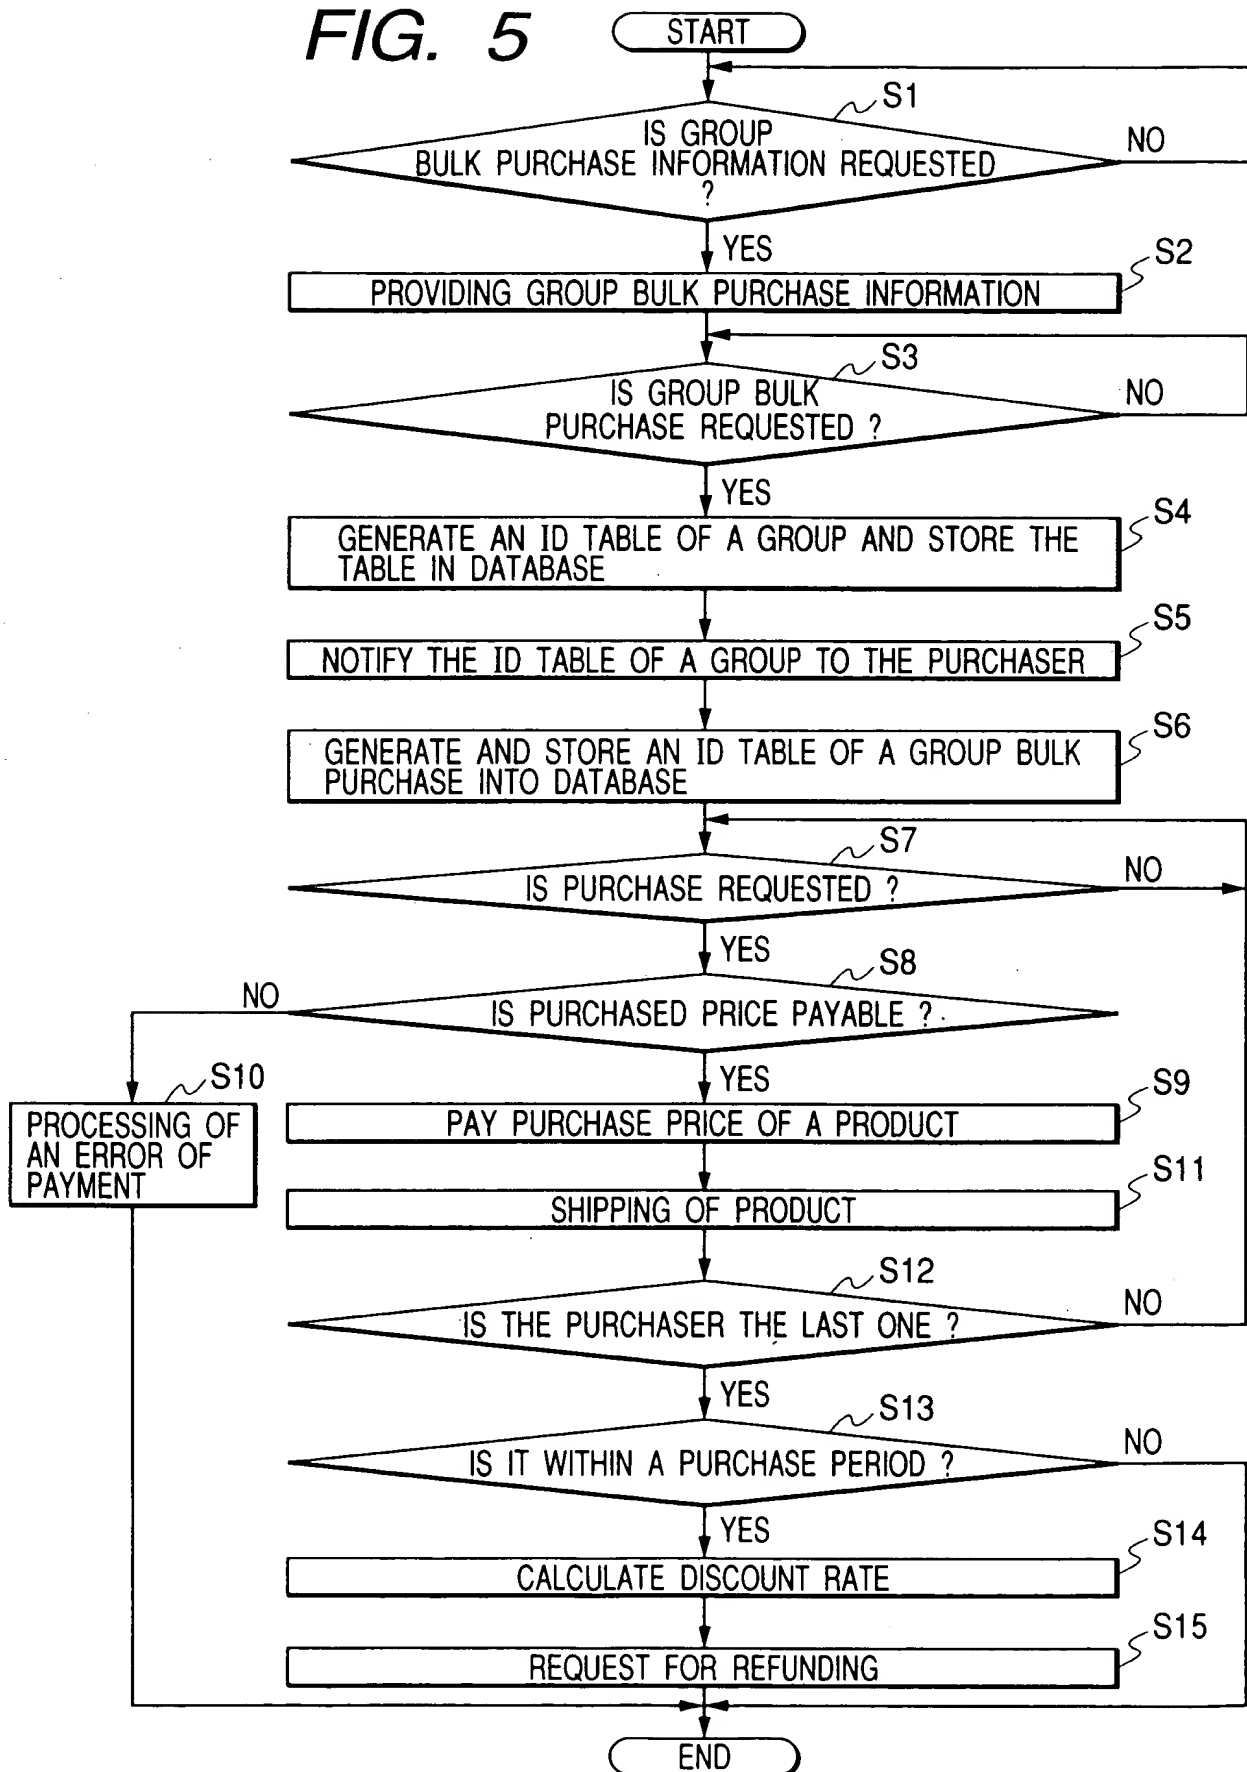 FIG. 5
START
S1
IS GROUP
BULK PURCHASE INFORMATION REQUESTED
?
NO
YES
S2
PROVIDING GROUP BULK PURCHASE INFORMATION
S3
IS GROUP BULK
PURCHASE REQUESTED ?
NO
YES
S4
GENERATE AN ID TABLE OF A GROUP AND STORE THE
TABLE IN DATABASE
S5
NOTIFY THE ID TABLE OF A GROUP TO THE PURCHASER
S6
GENERATE AND STORE AN ID TABLE OF A GROUP BULK
PURCHASE INTO DATABASE
S7
IS PURCHASE REQUESTED ?
NO
YES
S8
NO
IS PURCHASED PRICE PAYABLE ?
YES
S10
PROCESSING OF
AN ERROR OF
PAYMENT
S9
PAY PURCHASE PRICE OF A PRODUCT
S11
SHIPPING OF PRODUCT
S12
IS THE PURCHASER THE LAST ONE ?
NO
YES
S13
IS IT WITHIN A PURCHASE PERIOD ?
NO
YES
S14
CALCULATE DISCOUNT RATE
S15
REQUEST FOR REFUNDING
END